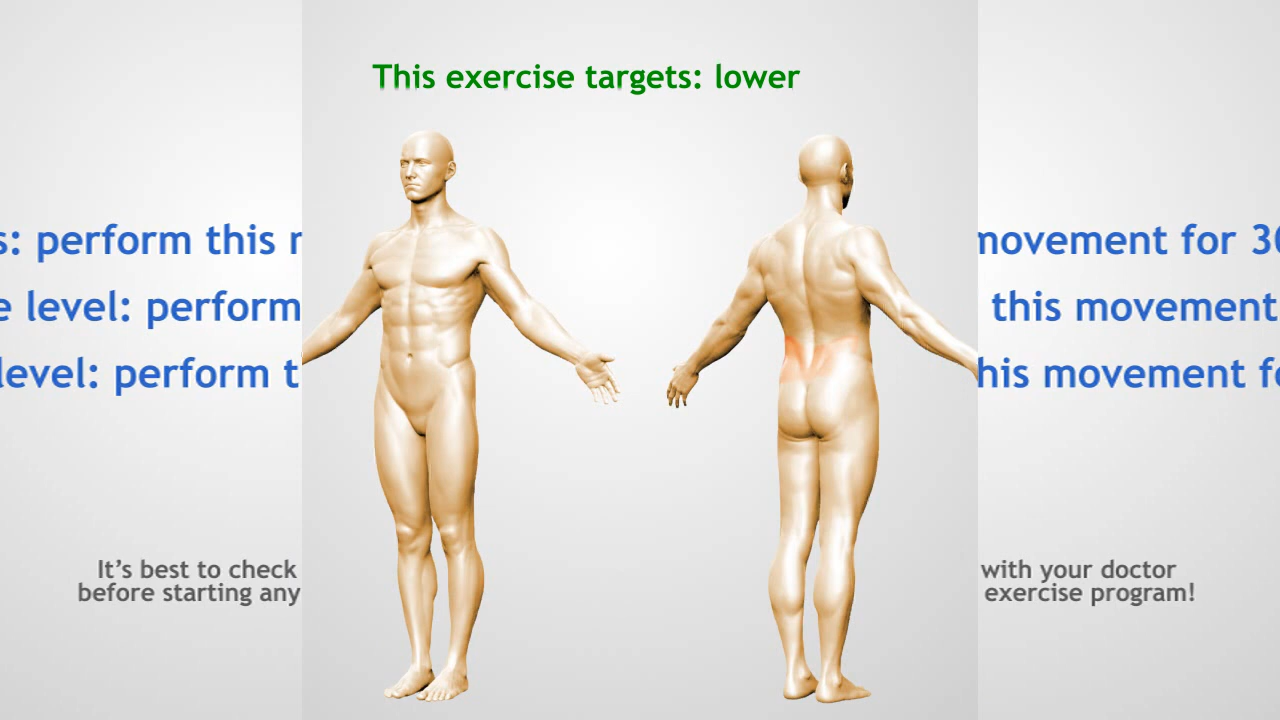 This exercise targets: lower
s: perform this movement for 30
e level: perform this movement
level: perform this movement fo
It’s best to check with your doctor
before starting any exercise program!